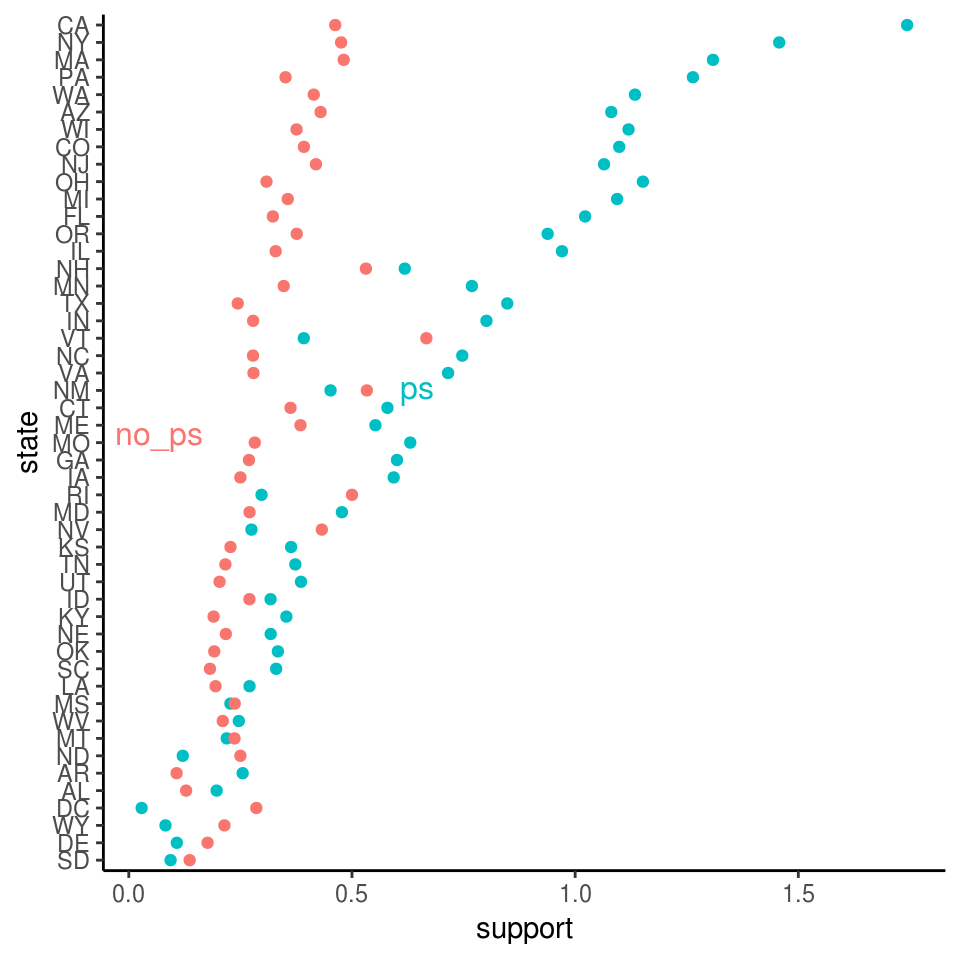 CA
NY
MA
PA
WA
AZ
WI
CO
NJ
OH
MI
FL
OR
IL
NH
MN
TX
IN
VT
NC
VA
NM
CT
ME
MO
GA
IA
RI
MD
NV
KS
TN
UT
ID
KY
NE
OK
SC
LA
MS
WV
MT
ND
AR
AL
DC
WY
DE
SD
state
ps
no_ps
0.0 0.5 1.0 1.5
support